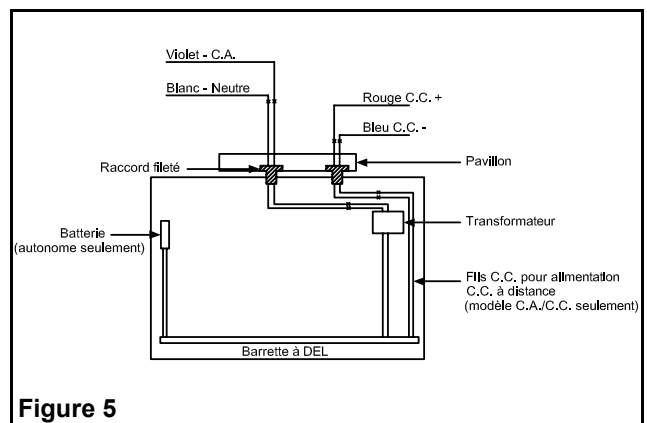 Violet - C.A.
Blanc - Neutre
Rouge C.C. +
Bleu C.C. -
Raccord fileté
Pavillon
Batterie
(autonome seulement)
Transformateur
Fils C.C. pour alimentation
C.C. à distance
(modèle C.A./C.C. seulement)
Barrette à DEL
Figure 5